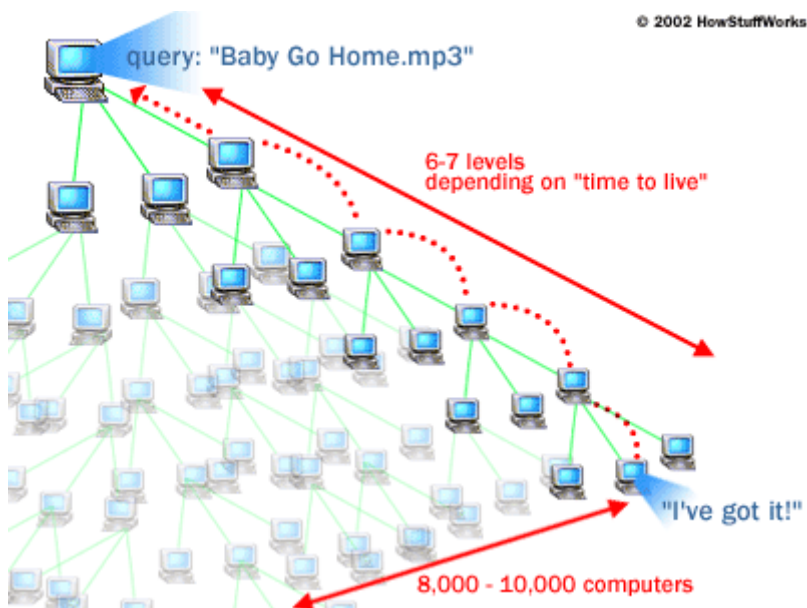 © 2002 HowStuffWorks
query: "Baby Go Home.mp3"
6-7 levels
depending on "time to live"
"I've got it!"
8,000 - 10,000 computers